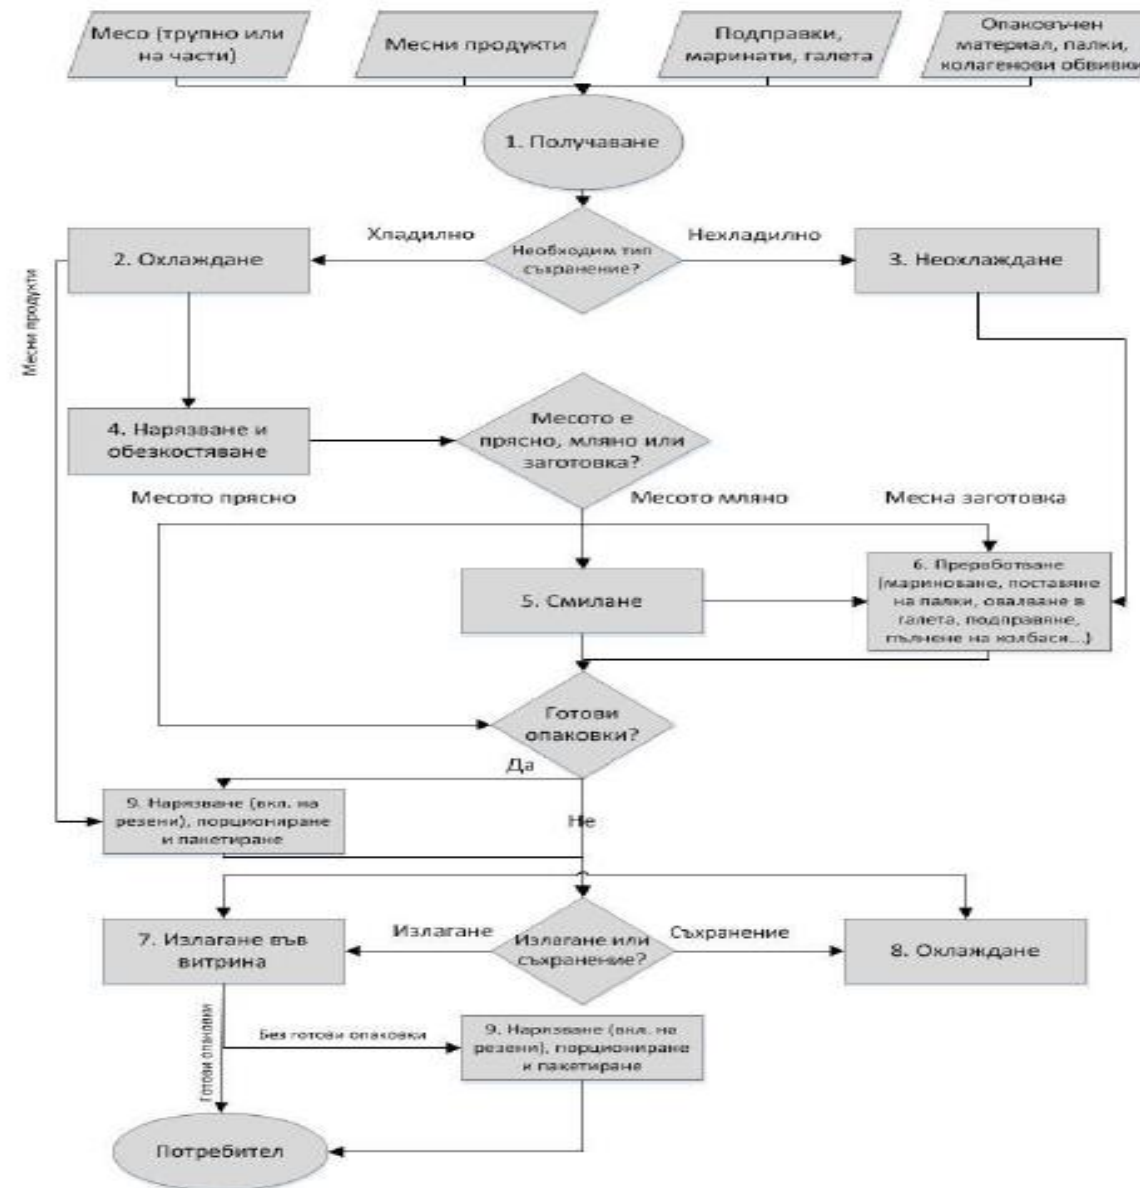 Месо (трупно или
на части)
Месни продукти
Подправки,
маринати, галета
Опаковъчен
материал, палки,
колагенови обвивки
1. Получаване
Хладилно
Необходим тип
съхранение?
Нехладилно
2. Охлаждане
3. Неохлаждане
Месни продукти
4. Нарязване и
обезкостяване
Месото е
прясно, мляно или
заготовка?
Месото прясно
Месото мляно
Месна заготовка
5. Смилане
6. Преработване
(мариноване, поставяне
на палки, овалване в
галета, подправяне,
пълнене на колбаси...)
Готови
опаковки?
Да
Не
9. Нарязване (вкл. на
резени), порциониране
и пакетиране
7. Излагане във
витрина
Излагане
Излагане или
съхранение?
Съхранение
8. Охлаждане
Готови опаковки
Без готови опаковки
9. Нарязване (вкл. на
резени), порциониране
и пакетиране
Потребител